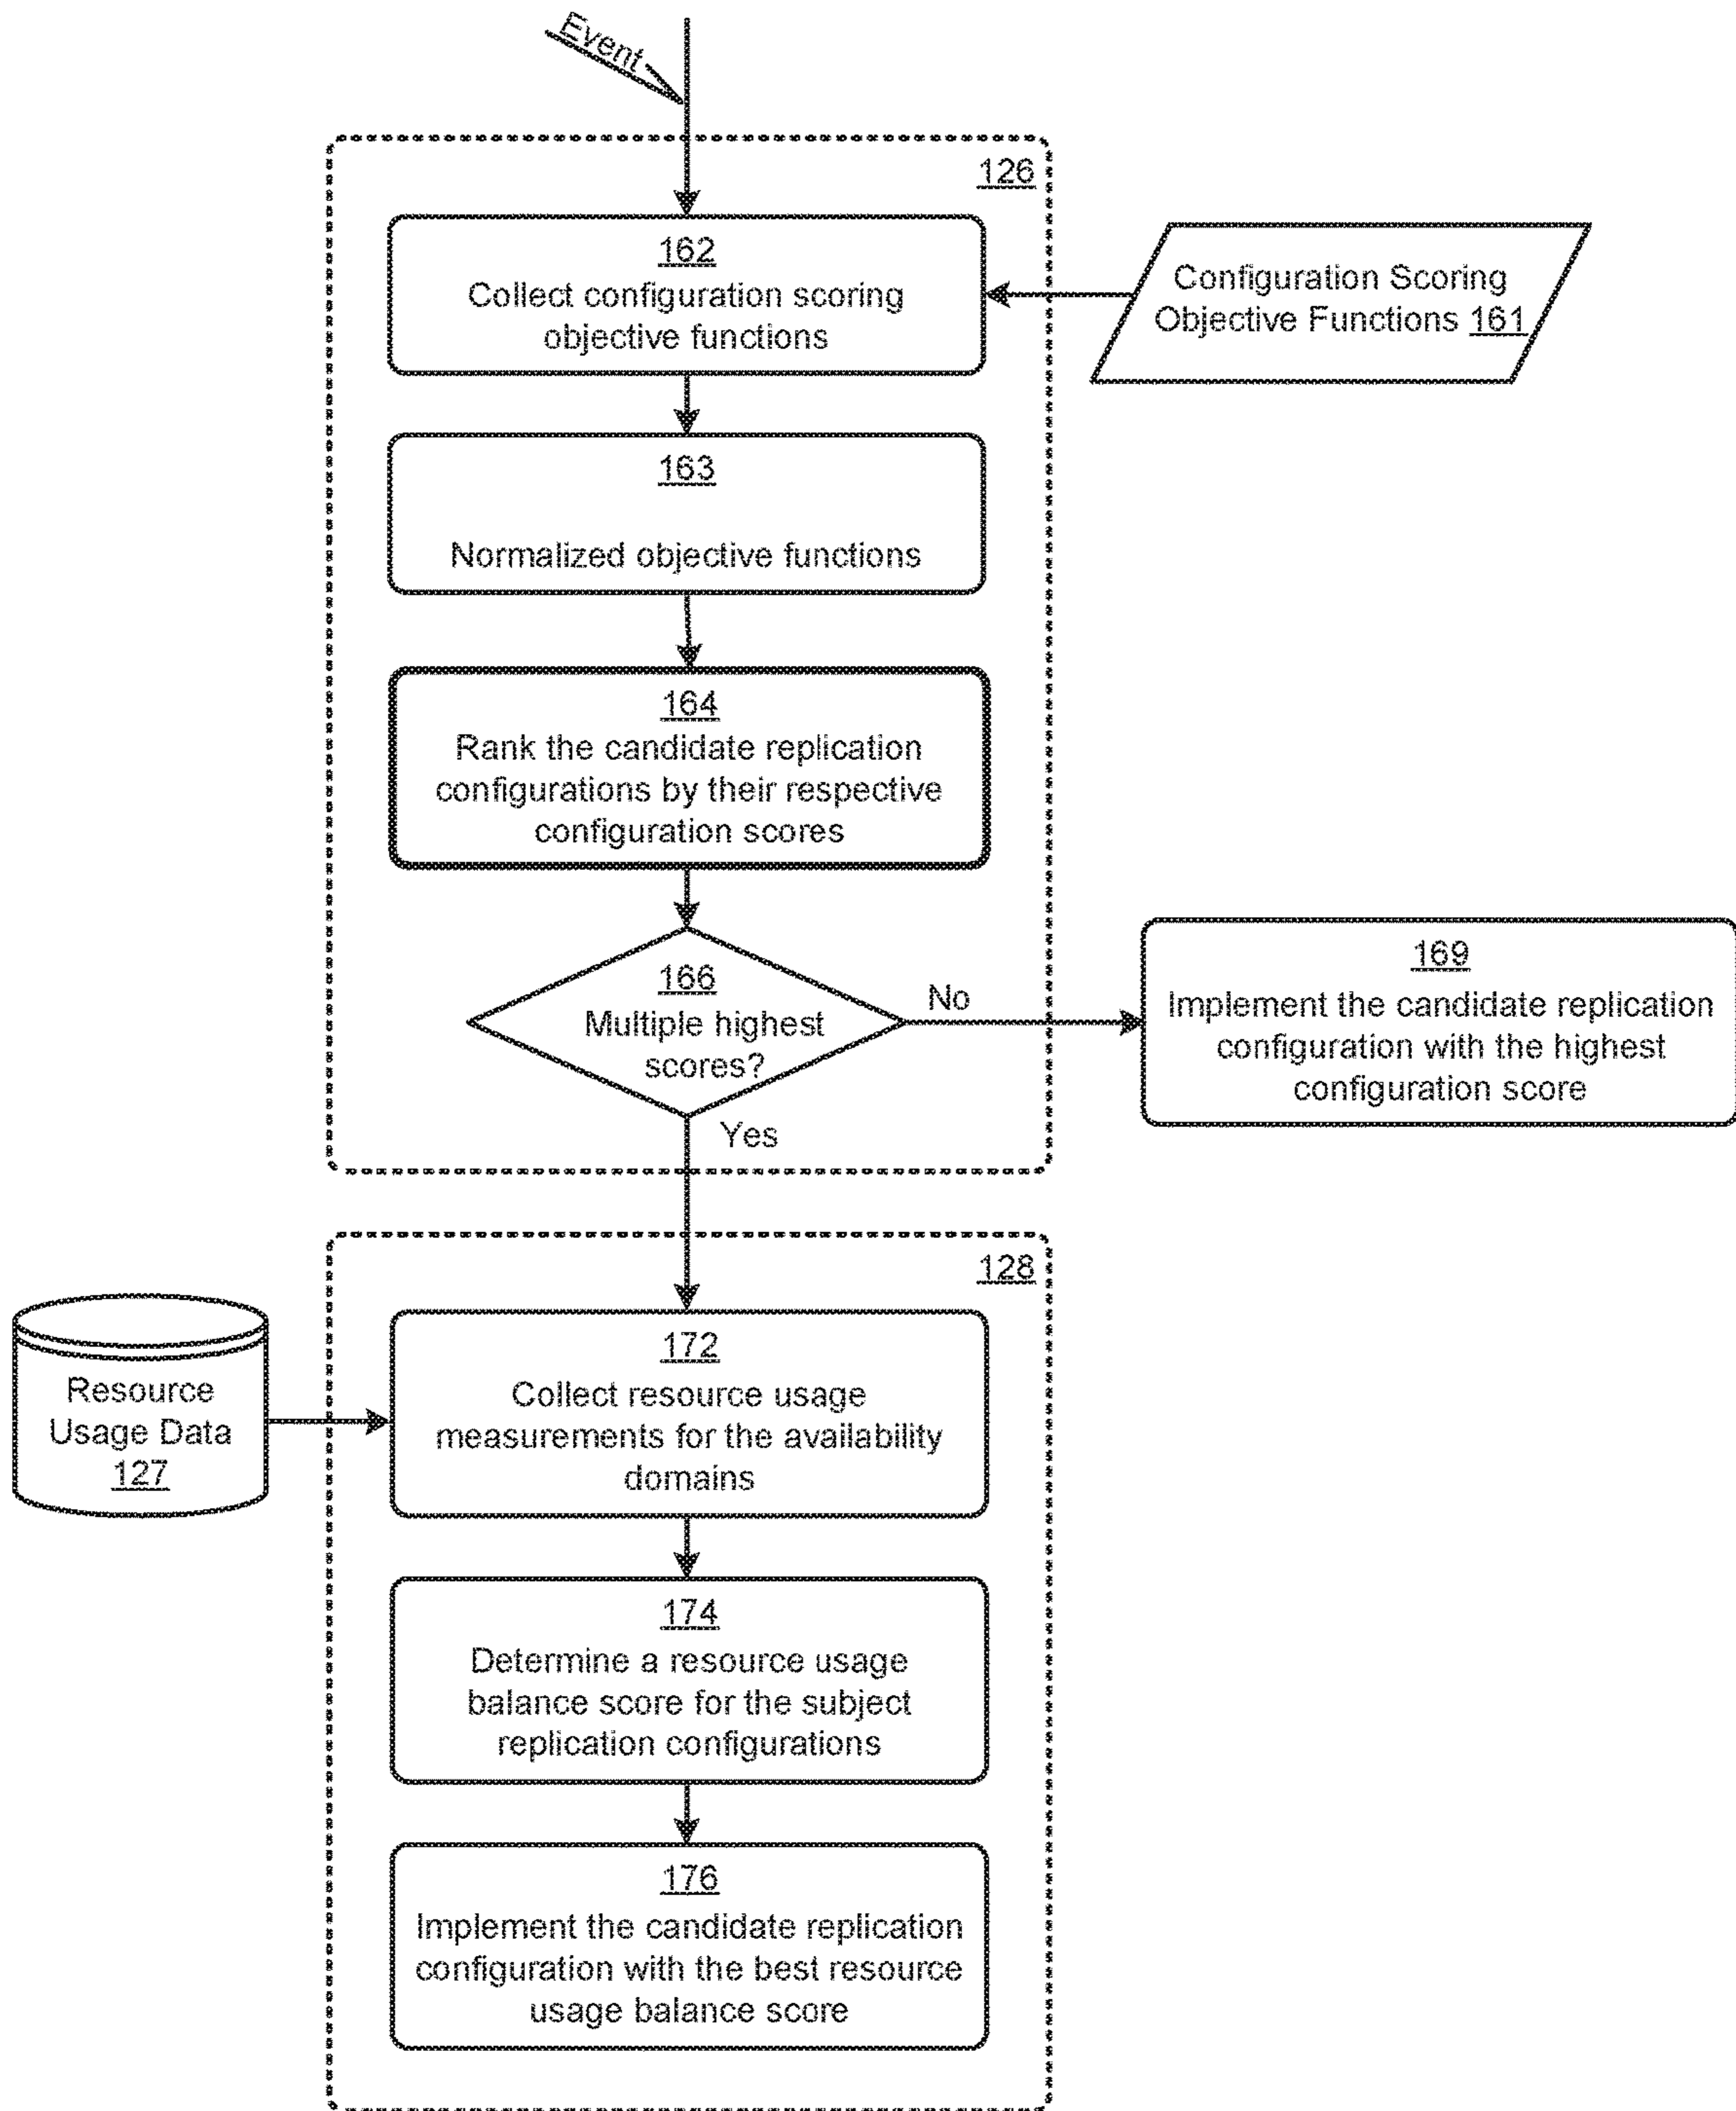 Event
126
162
Collect configuration scoring
objective functions
Configuration Scoring
Objective Functions 161
163
Normalized objective functions
164
Rank the candidate replication
configurations by their respective
configuration scores
166
Multiple highest
scores?
No
Yes
169
Implement the candidate replication
configuration with the highest
configuration score
128
Resource
Usage Data
127
172
Collect resource usage
measurements for the availability
domains
174
Determine a resource usage
balance score for the subject
replication configurations
176
Implement the candidate replication
configuration with the best resource
usage balance score